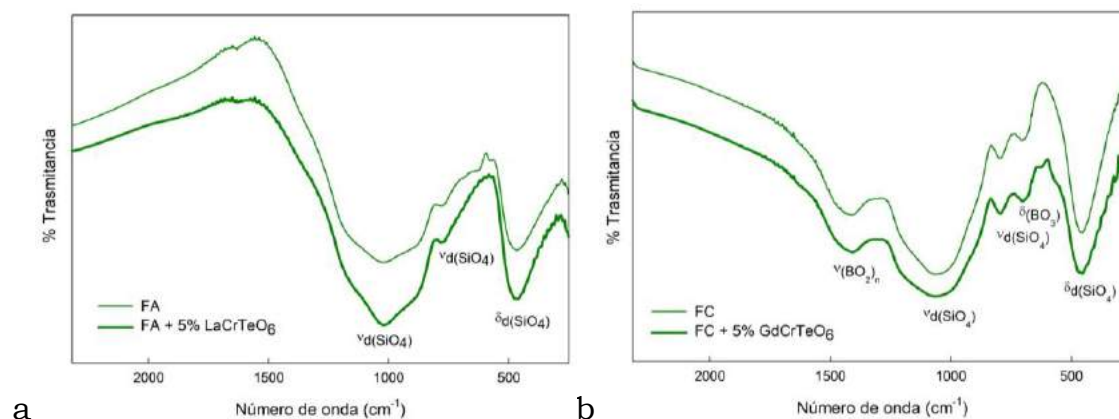 % Trasmitancia
νd(SiO4)
FA
FA + 5% LaCrTeO6
δd(SiO4)
νd(SiO4)
2000 1500 1000 500
a Número de onda (cm-1)
% Trasmitancia
δ(BO3)
νd(SiO4)
ν(BO2)n
δd(SiO4)
FC
νd(SiO4)
FC + 5% GdCrTeO6
2000 1500 1000 500
b Número de onda (cm-1)